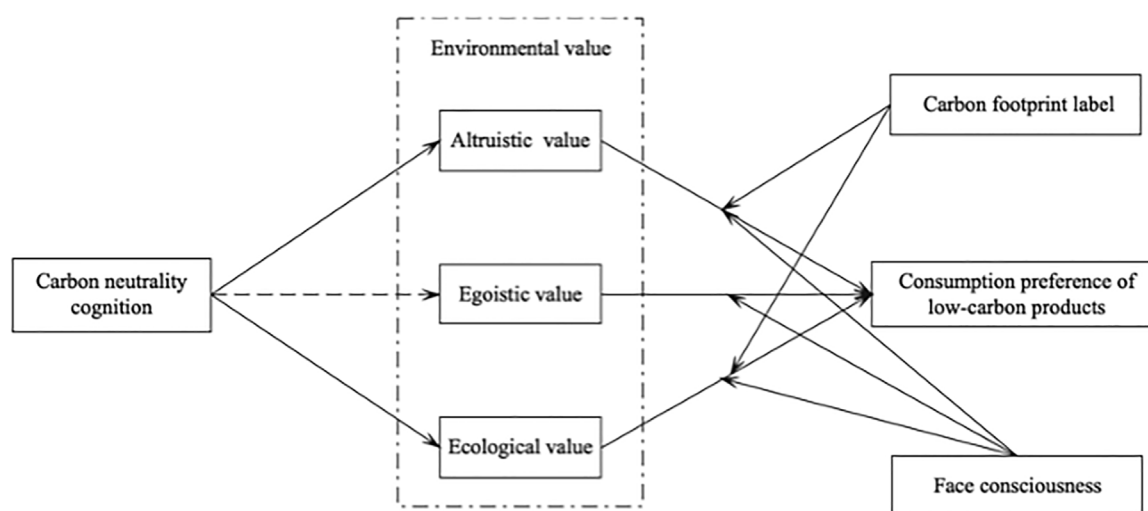 Environmental value
Carbon footprint label
Altruistic value
Carbon neutrality
cognition
Egoistic value
Consumption preference of
low-carbon products
Ecological value
Face consciousness